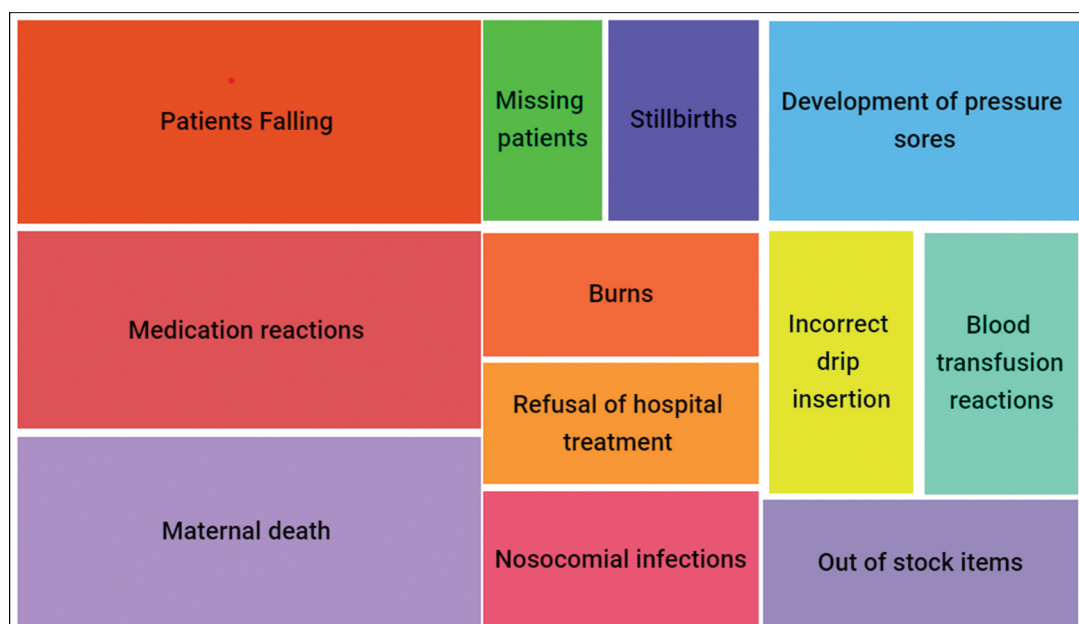 Patients Falling
Missing
patients
Stillbirths
Development of pressure
sores
Medication reactions
Burns
Incorrect
drip
insertion
Blood
transfusion
reactions
Refusal of hospital
treatment
Maternal death
Nosocomial infections
Out of stock items